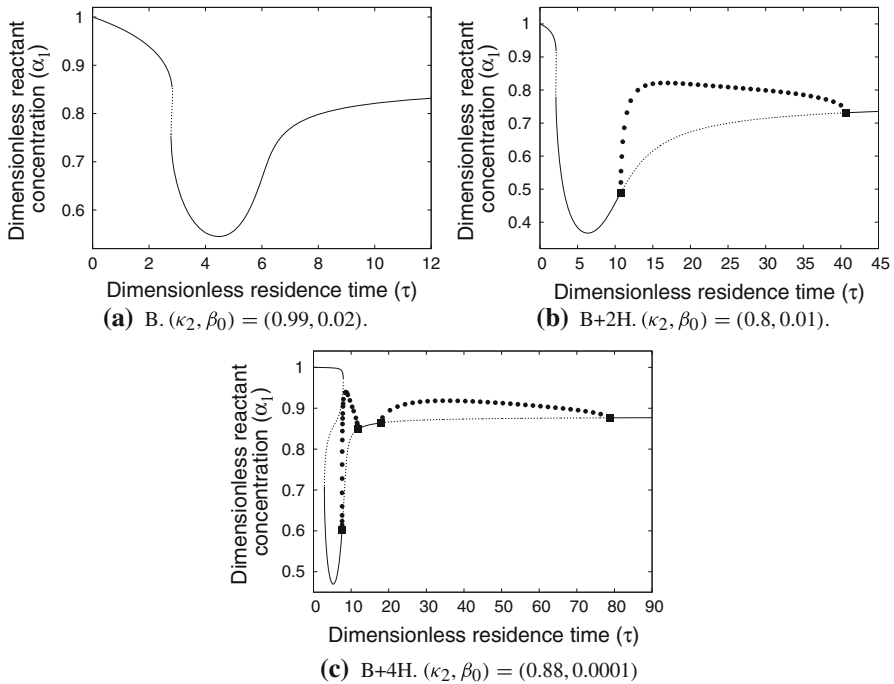 Dimensionless reactant
concentration (α₁)
1
0.9
0.8
0.7
0.6
0 2 4 6 8 10 12
Dimensionless residence time (τ)
(a) B. (κ₂, β₀) = (0.99, 0.02).
Dimensionless reactant
concentration (α₁)
1
0.9
0.8
0.7
0.6
0.5
0.4
0 5 10 15 20 25 30 35 40 45
Dimensionless residence time (τ)
(b) B+2H. (κ₂, β₀) = (0.8, 0.01).
Dimensionless reactant
concentration (α₁)
1
0.9
0.8
0.7
0.6
0.5
0 10 20 30 40 50 60 70 80 90
Dimensionless residence time (τ)
(c) B+4H. (κ₂, β₀) = (0.88, 0.0001)